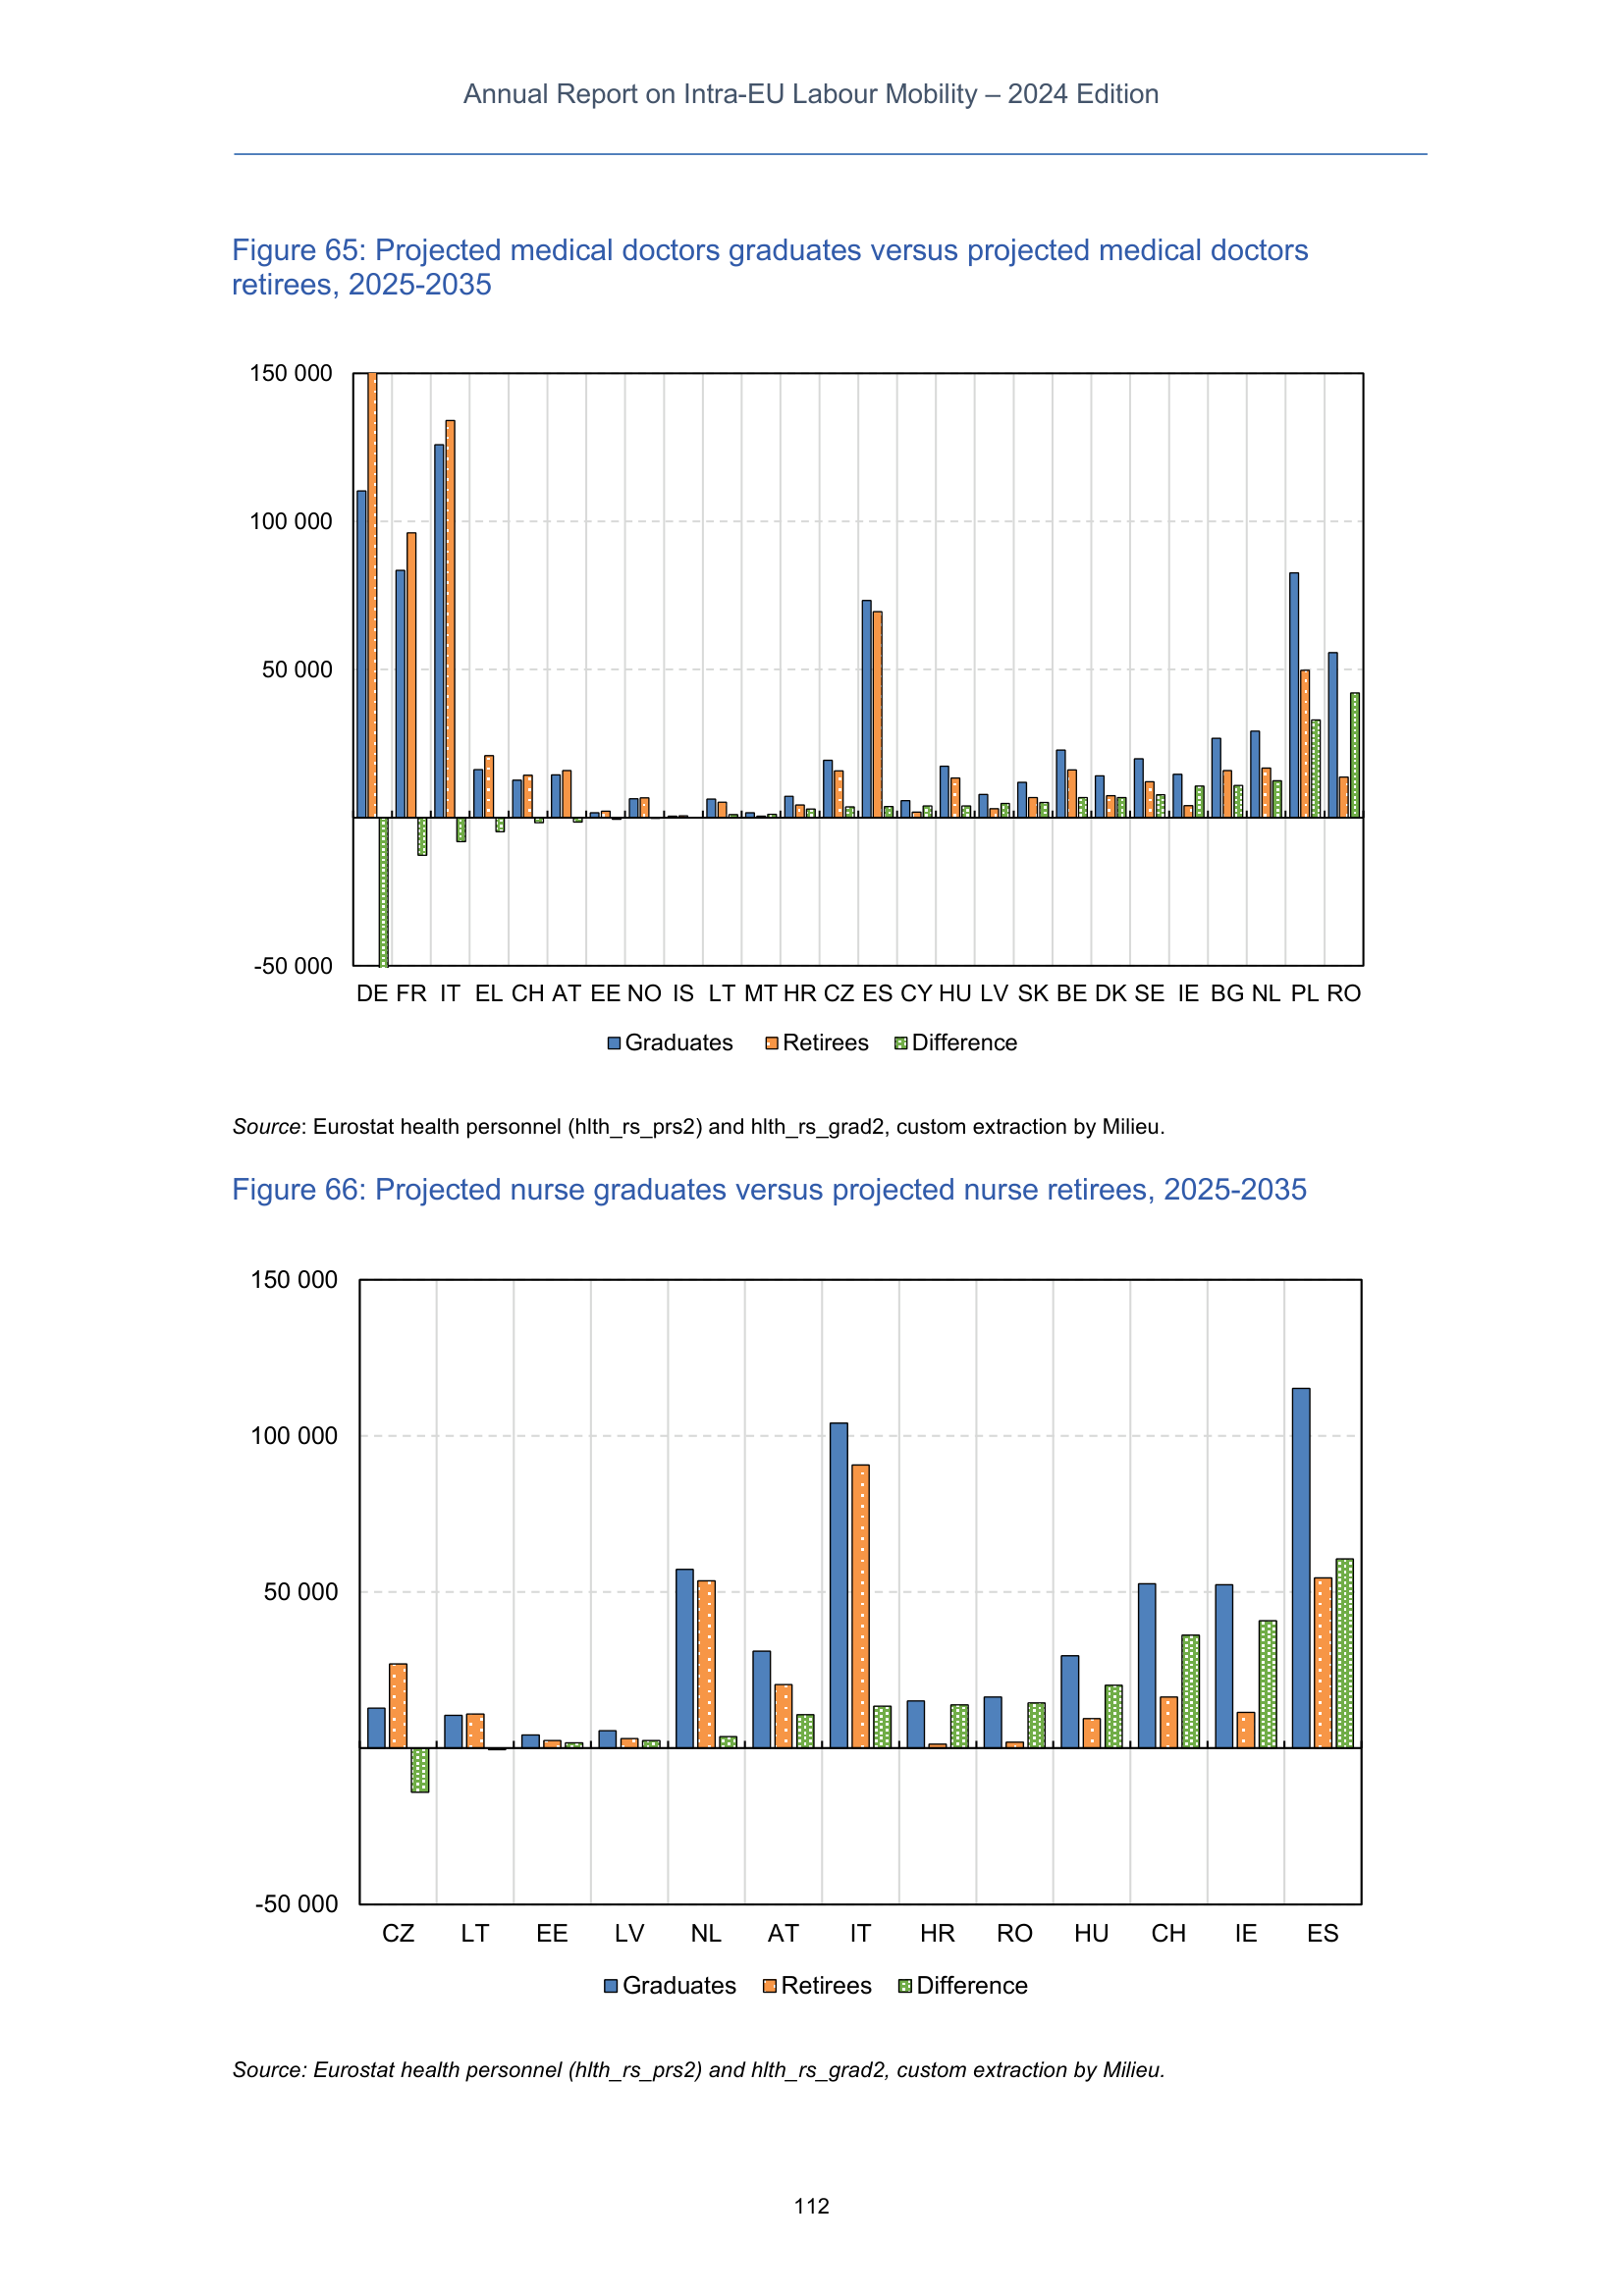 Annual Report on Intra-EU Labour Mobility – 2024 Edition
Figure 65: Projected medical doctors graduates versus projected medical doctors
retirees, 2025-2035
150 000
100 000
50 000
-50 000
DE FR IT EL CH AT EE NO IS LT MT HR CZ ES CY HU LV SK BE DK SE IE BG NL PL RO
Graduates Retirees Difference
Source: Eurostat health personnel (hlth_rs_prs2) and hlth_rs_grad2, custom extraction by Milieu.
Figure 66: Projected nurse graduates versus projected nurse retirees, 2025-2035
150 000
100 000
50 000
-50 000
CZ LT EE LV NL AT IT HR RO HU CH IE ES
Graduates Retirees Difference
Source: Eurostat health personnel (hlth_rs_prs2) and hlth_rs_grad2, custom extraction by Milieu.
112